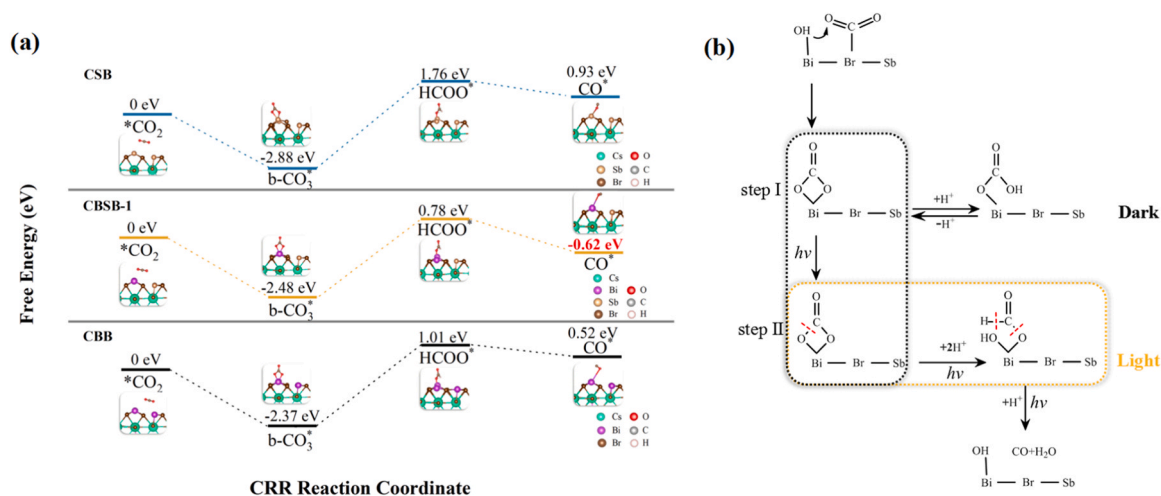 (a)
Free Energy (eV)
CSB
0 eV
*CO2
-2.88 eV
b-CO3*
1.76 eV
HCOO*
0.93 eV
CO*
Cs O
Sb C
Br H
CBSB-1
0 eV
*CO2
-2.48 eV
b-CO3*
0.78 eV
HCOO*
-0.62 eV
CO*
Cs
Bi O
Sb C
Br H
CBB
0 eV
*CO2
-2.37 eV
b-CO3*
1.01 eV
HCOO*
0.52 eV
CO*
Cs O
Bi C
Br H
CRR Reaction Coordinate
(b)
O O
OH C
Bi Br Sb
step I
O
C
O O
Bi Br Sb
+H+
-H+
O
C
O OH
Bi Br Sb
Dark
hν
step II
O
C
O O
Bi Br Sb
+2H+
hν
O
H C
HO O
Bi Br Sb
Light
+H+ hν
OH CO+H2O
Bi Br Sb